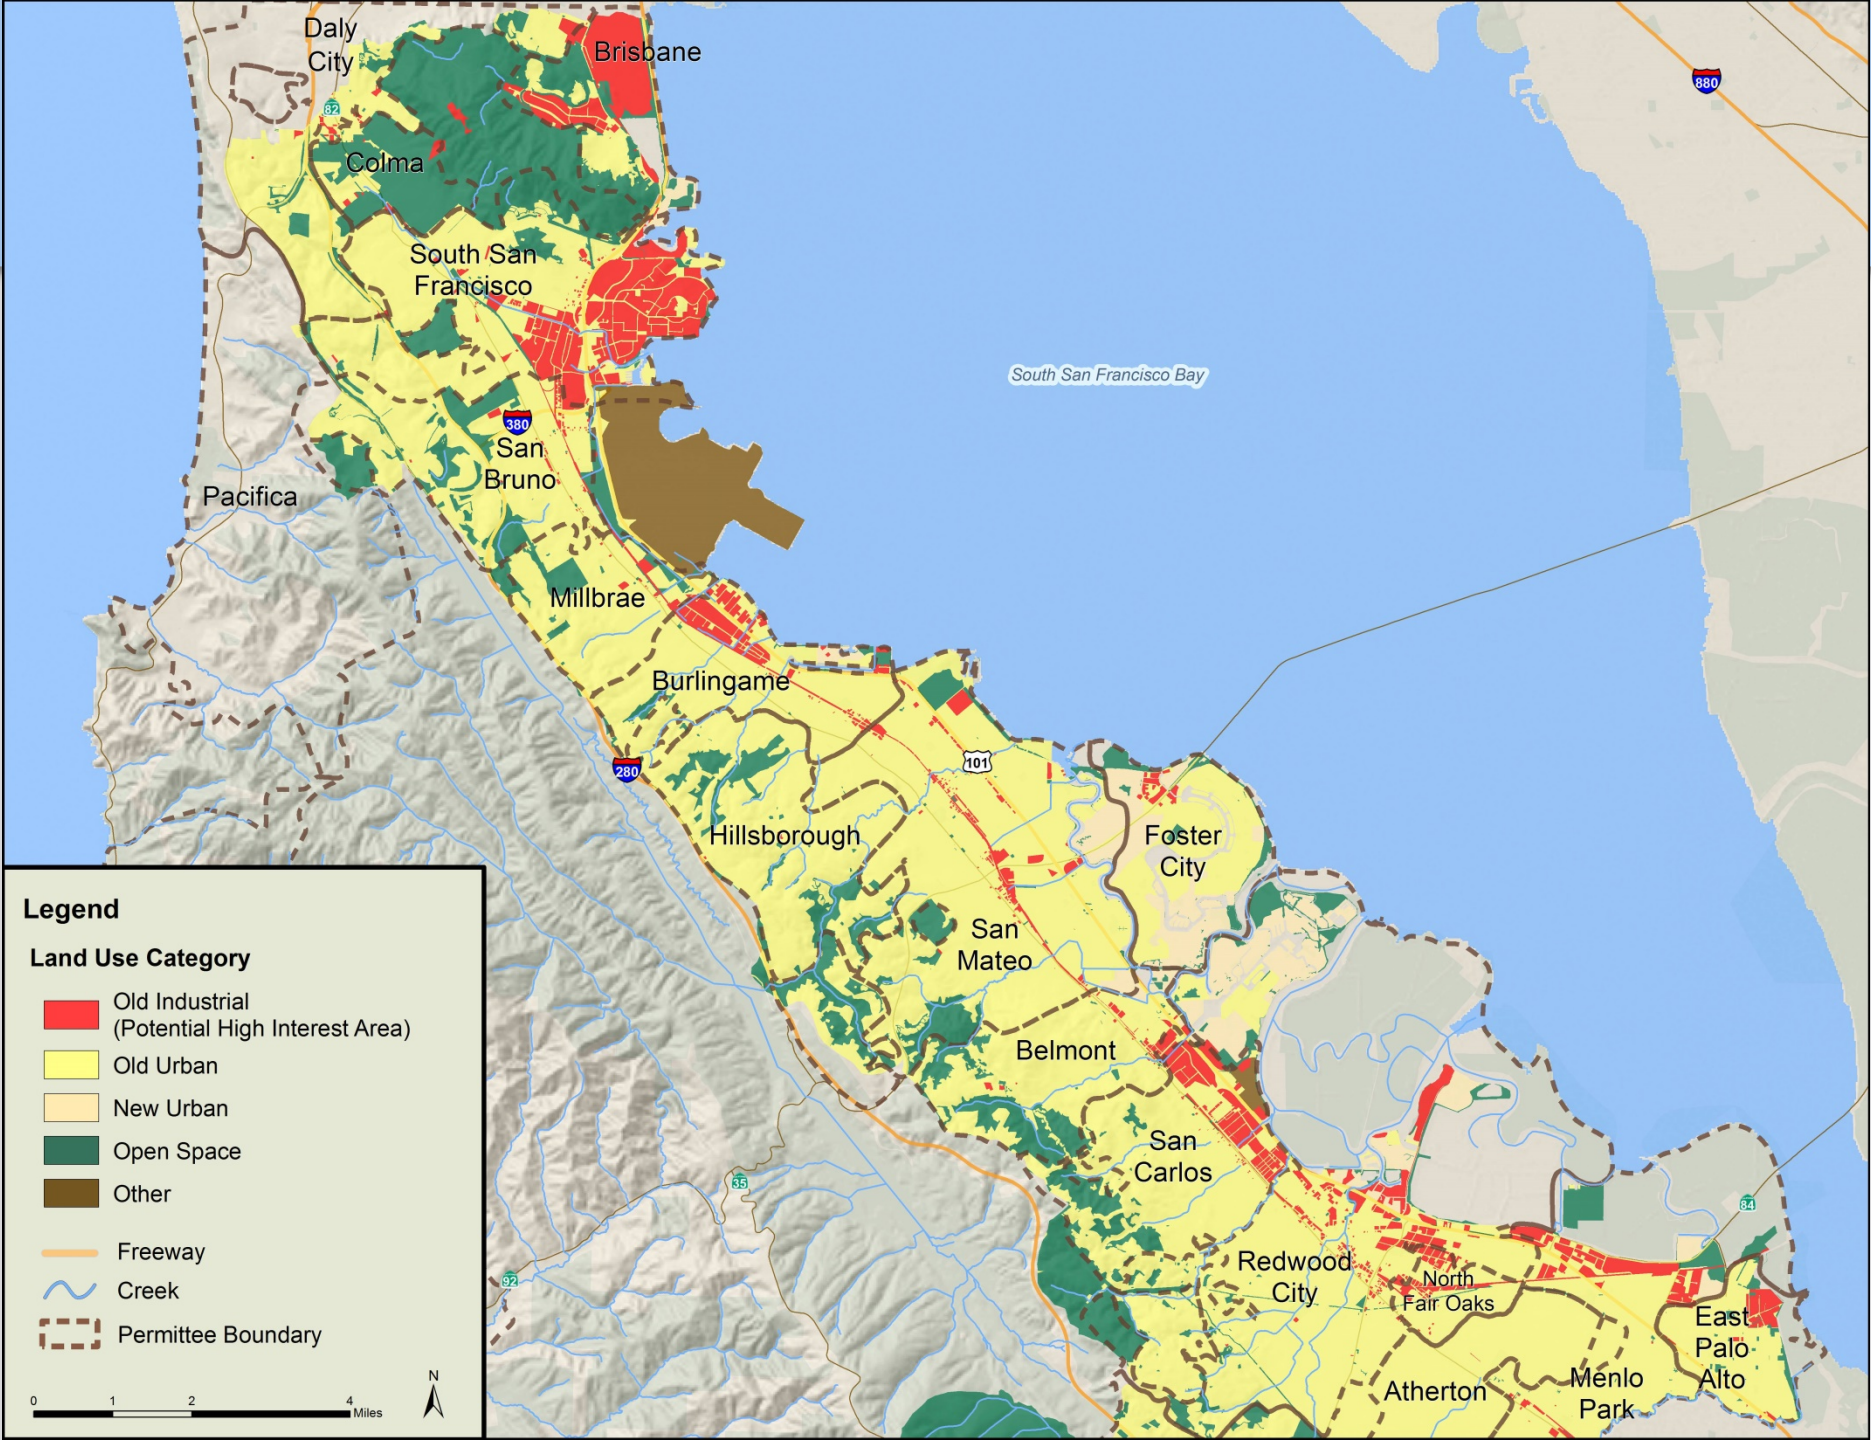 Daly
City
Brisbane
880
82
Colma
South San
Francisco
South San Francisco Bay
380
San
Bruno
Pacifica
Millbrae
Burlingame
101
280
Hillsborough
Foster
City
San
Mateo
Belmont
San
Carlos
35
84
92
Redwood
City
North
Fair Oaks
East
Palo
Alto
Atherton
Menlo
Park
Legend
Land Use Category
Old Industrial
(Potential High Interest Area)
Old Urban
New Urban
Open Space
Other
Freeway
Creek
Permittee Boundary
N
0 1 2 4
Miles